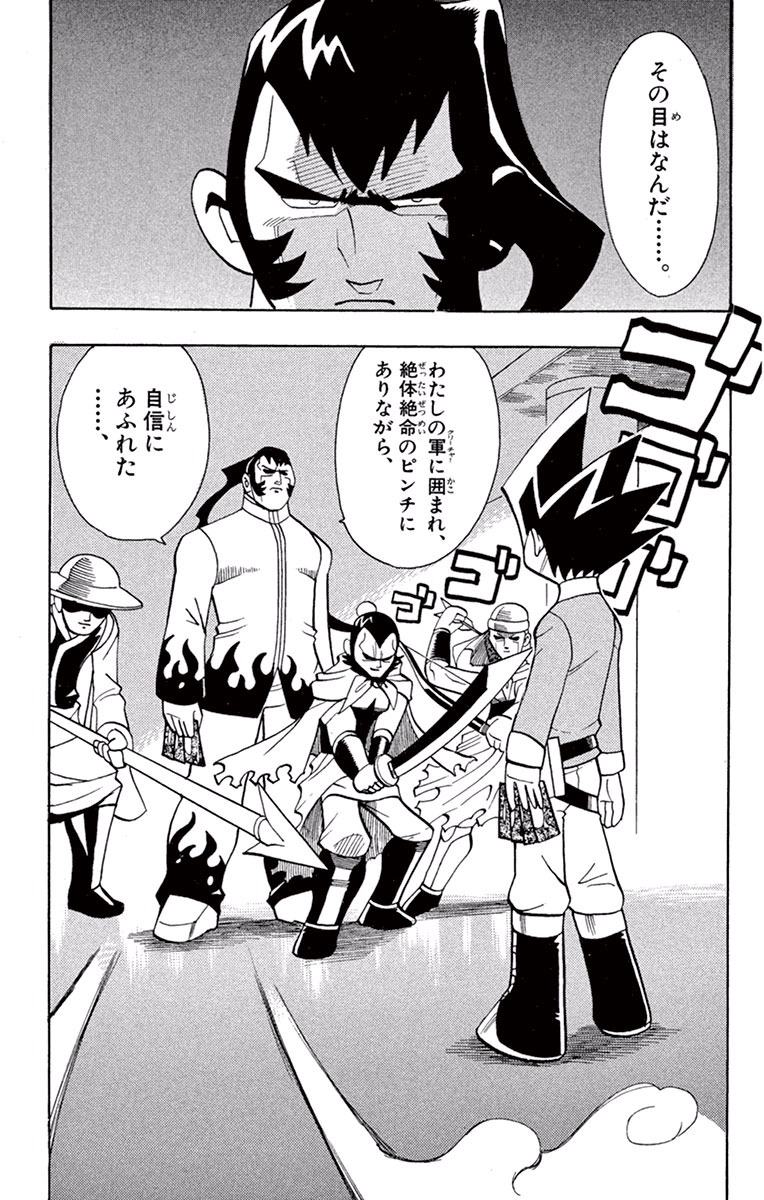 その目はなんだ……。
わたしの軍に囲まれ、
絶体絶命のピンチに
ありながら、
自信に
あふれた
……、
ゴゴゴ
ゴゴゴ